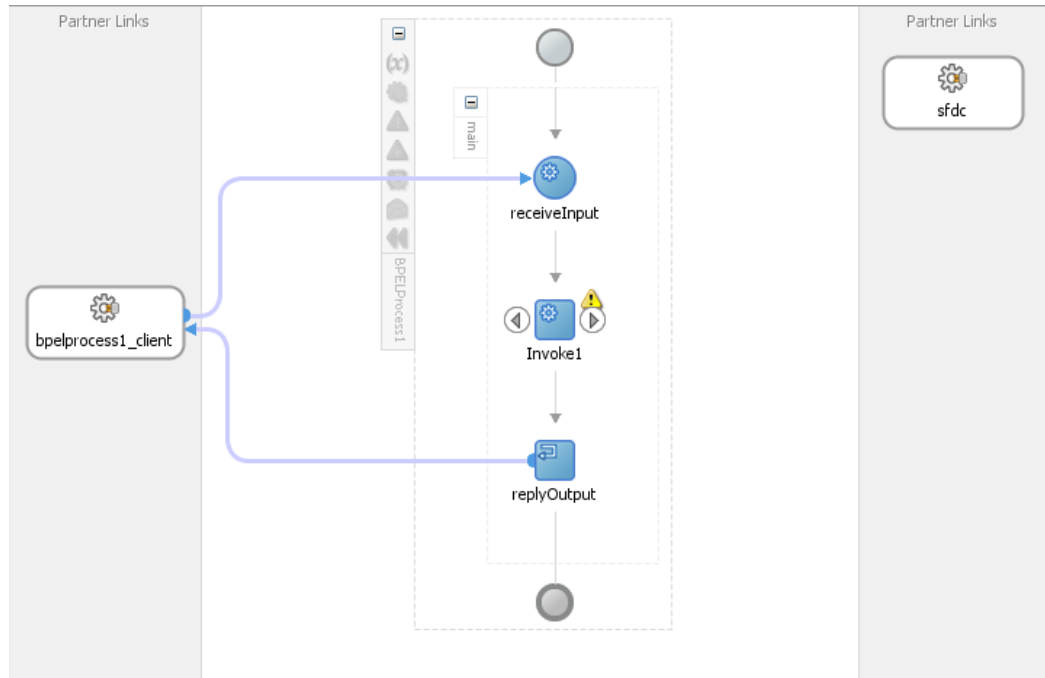 Partner Links
Partner Links
(x)
sfdc
main
receiveInput
BPELProcess1
bpelprocess1_client
Invoke1
replyOutput